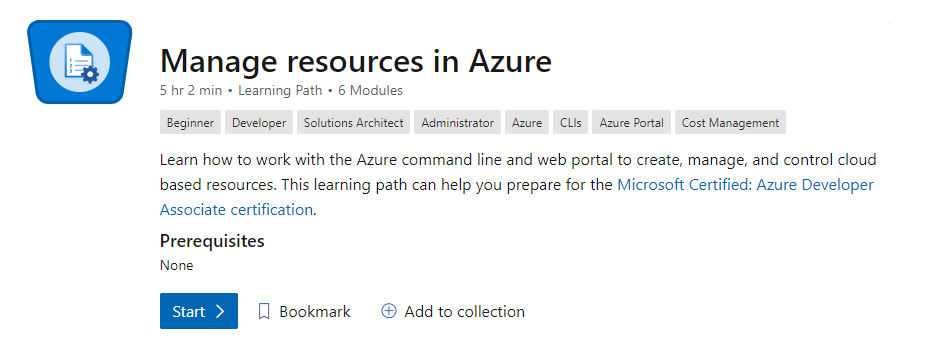 Manage resources in Azure
5 hr 2 min • Learning Path • 6 Modules
Beginner Developer Solutions Architect Administrator Azure CLIs Azure Portal Cost Management
Learn how to work with the Azure command line and web portal to create, manage, and control cloud
based resources. This learning path can help you prepare for the Microsoft Certified: Azure Developer
Associate certification.
Prerequisites
None
Start Bookmark Add to collection